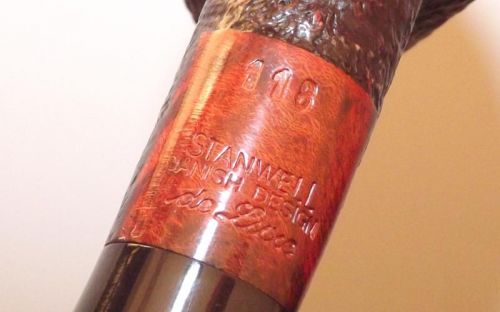 118
STANWELL
DANISH DESIGN
de Luxe